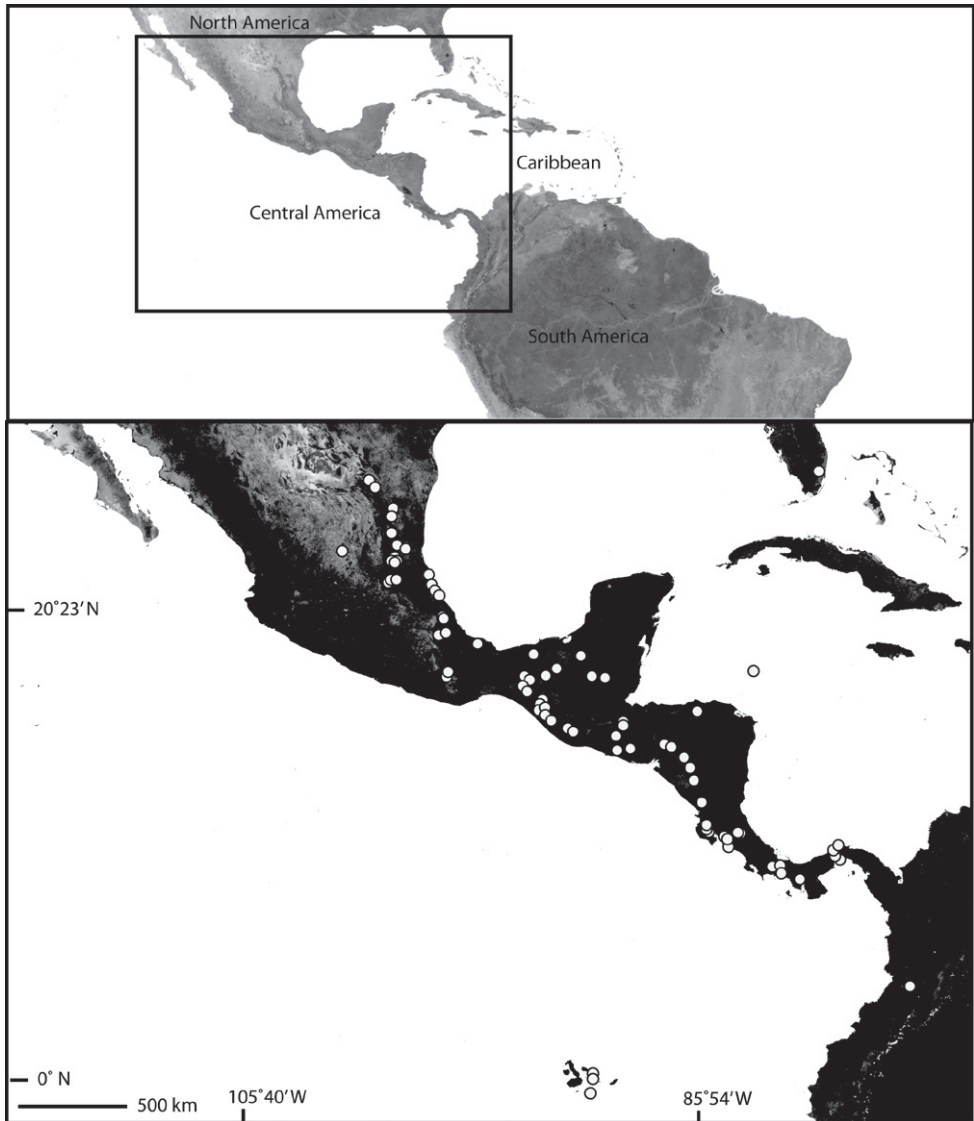 North America
Caribbean
Central America
South America
20°23′N
0° N
500 km
105°40′ W
85°54′ W